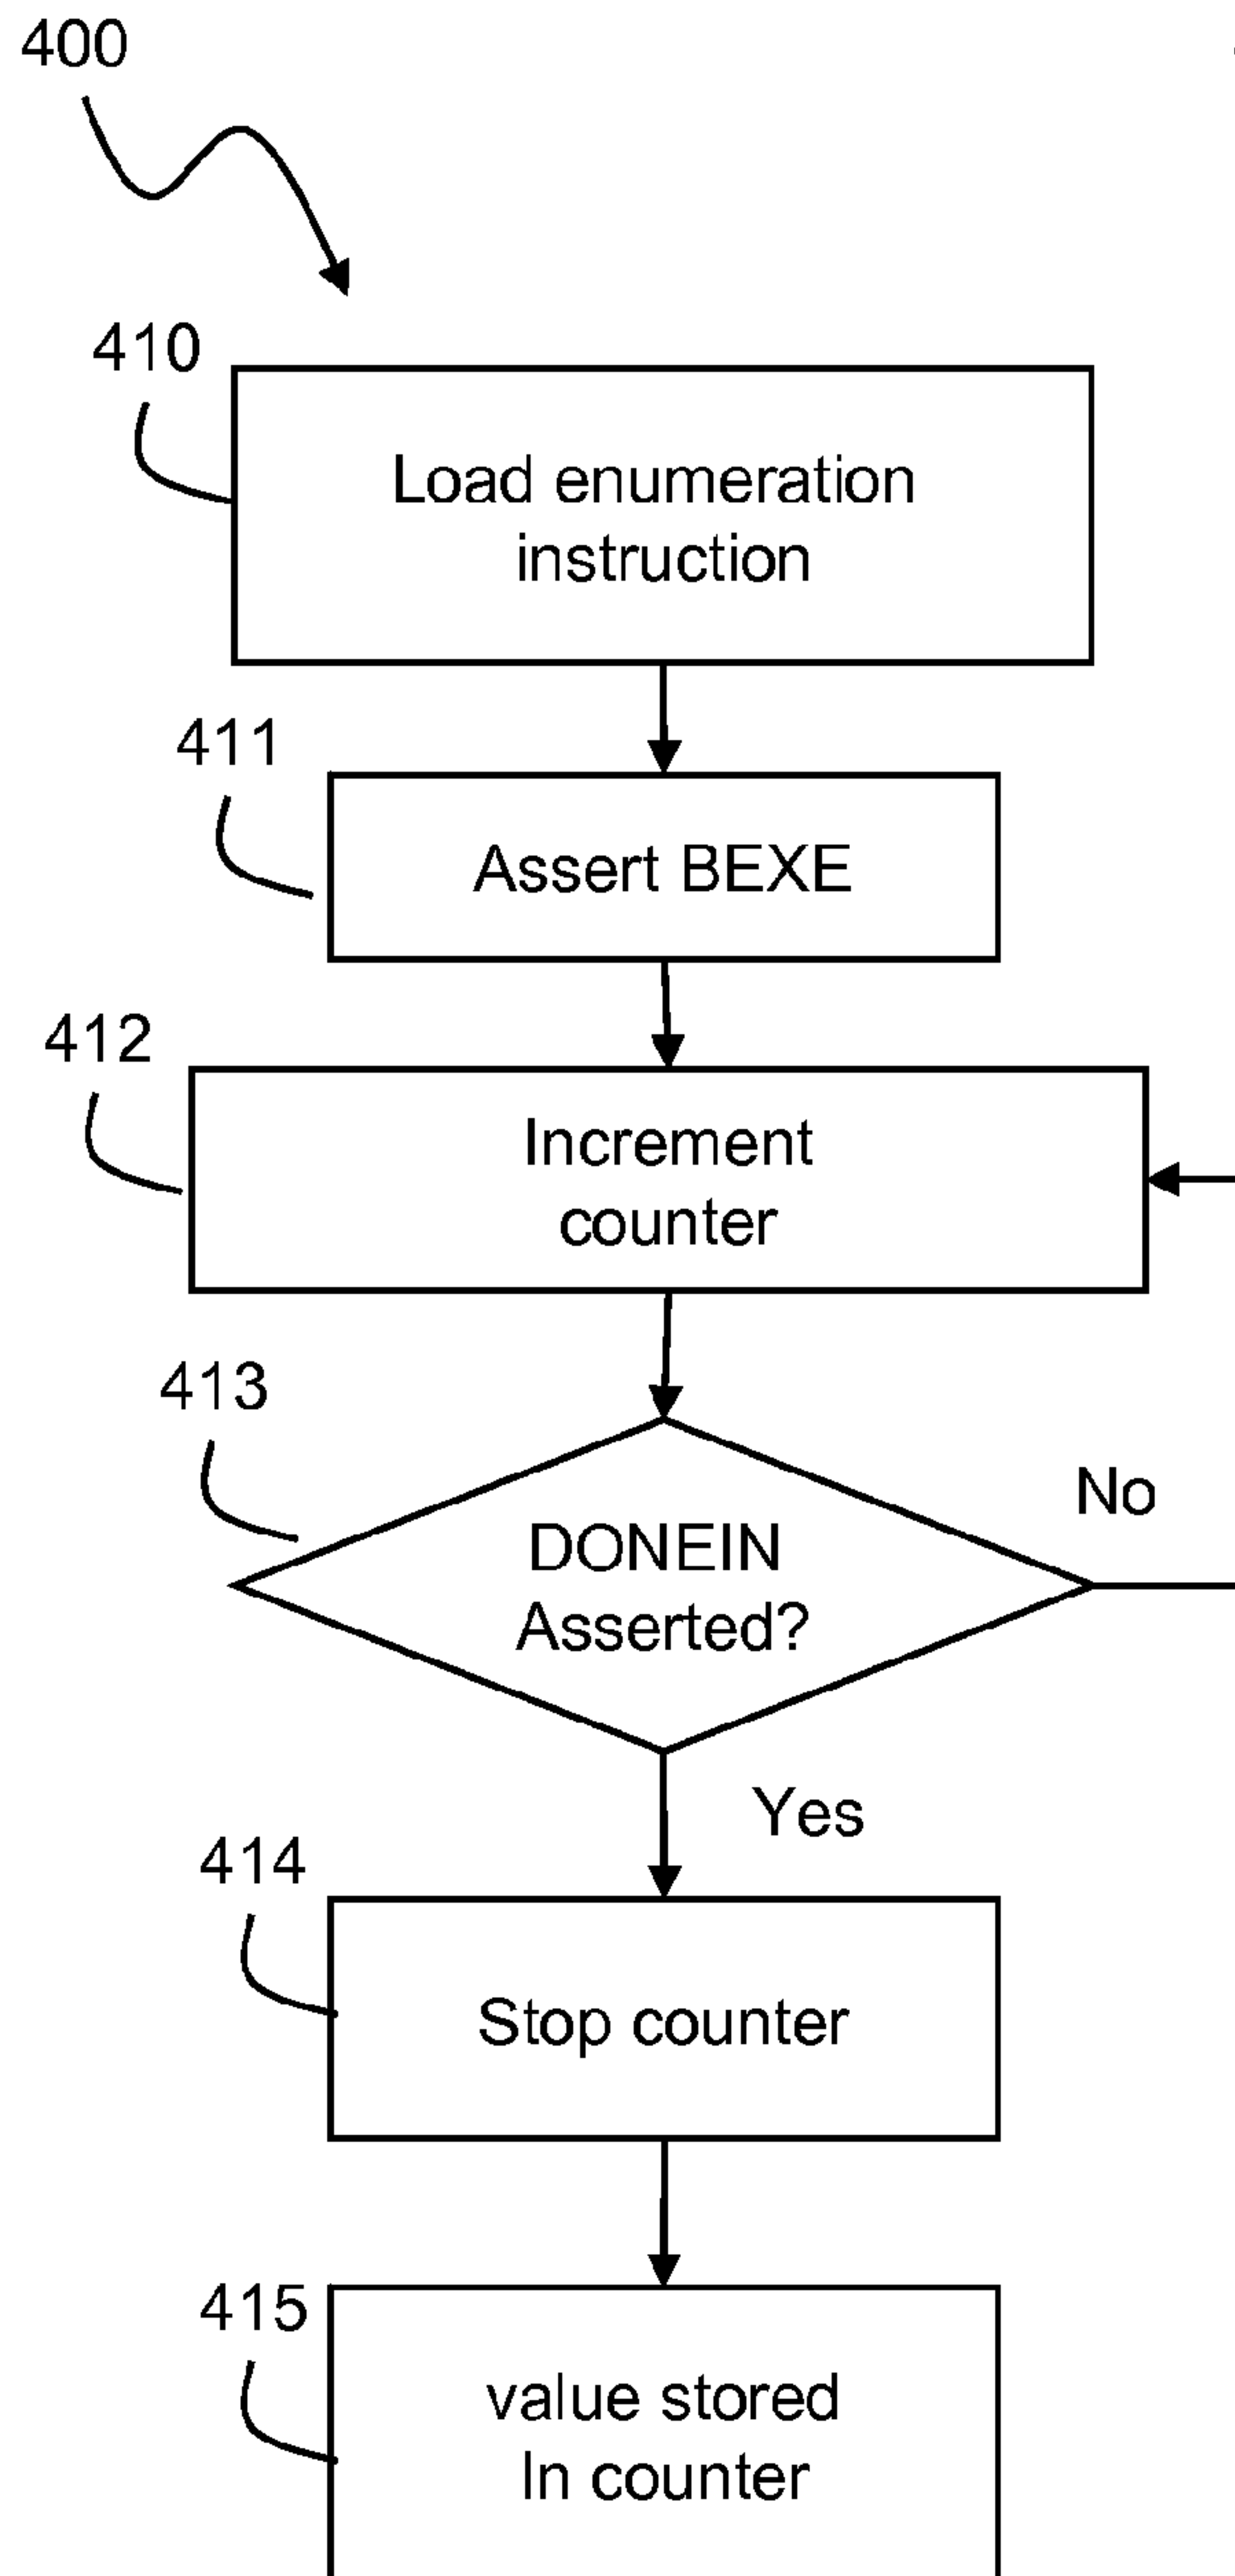 400
410
Load enumeration
instruction
411
Assert BEXE
412
Increment
counter
413
DONEIN
Asserted?
No
Yes
414
Stop counter
415
value stored
In counter